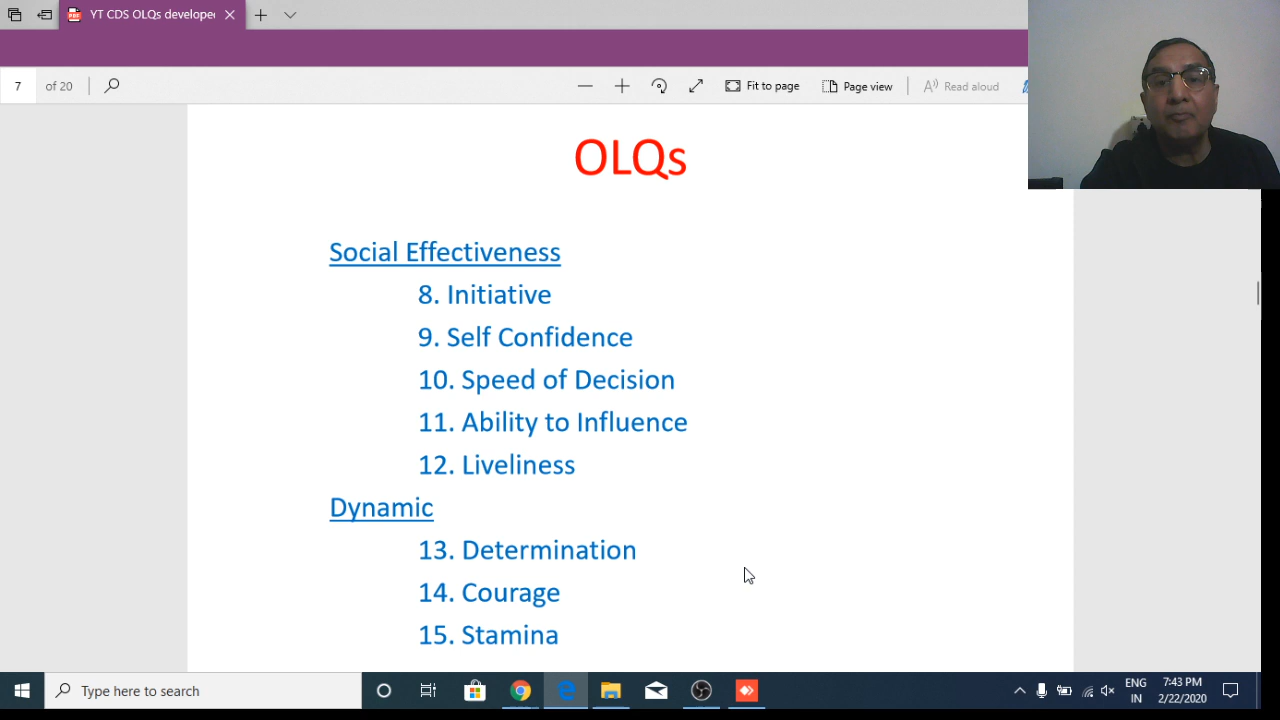 YT CDS OLQs develope
7 of 20
Fit to page
Page view
Read aloud
OLQs
Social Effectiveness
8. Initiative
9. Self Confidence
10. Speed of Decision
11. Ability to Influence
12. Liveliness
Dynamic
13. Determination
14. Courage
15. Stamina
Type here to search
ENG
IN
7:43 PM
2/22/2020